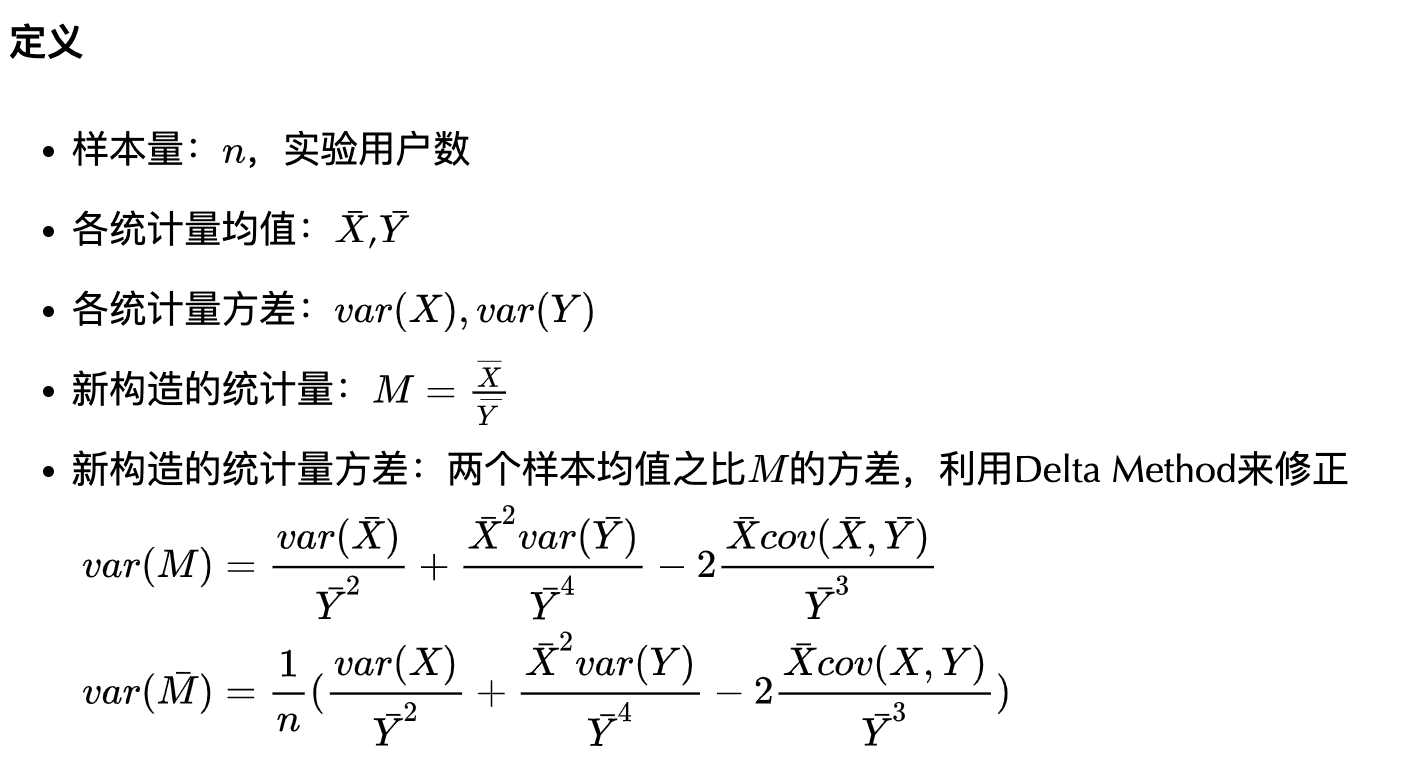 定义
• 样本量：$n$，实验用户数
• 各统计量均值：$\bar{X}$,$\bar{Y}$
• 各统计量方差：$var(X),var(Y)$
• 新构造的统计量：$M = \frac{\overline{X}}{\overline{Y}}$
• 新构造的统计量方差：两个样本均值之比$M$的方差，利用Delta Method来修正
$var(M) = \frac{var(\bar{X})}{\bar{Y}^2} + \frac{\bar{X}^2 var(\bar{Y})}{\bar{Y}^4} - 2\frac{\bar{X}cov(\bar{X},\bar{Y})}{\bar{Y}^3}$
$var(\bar{M}) = \frac{1}{n}(\frac{var(X)}{\bar{Y}^2} + \frac{\bar{X}^2 var(Y)}{\bar{Y}^4} - 2\frac{\bar{X}cov(X,Y)}{\bar{Y}^3})$